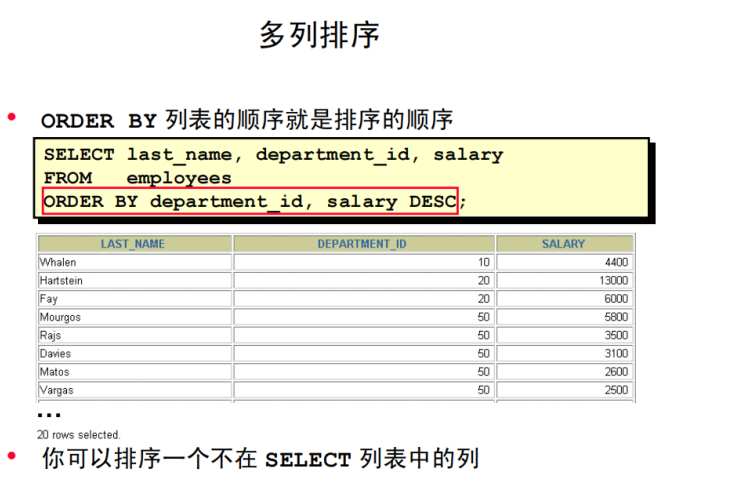 多列排序
• ORDER BY 列表的顺序就是排序的顺序
SELECT last_name, department_id, salary
FROM employees
ORDER BY department_id, salary DESC;
LAST_NAME DEPARTMENT_ID SALARY
Whalen 10 4400
Hartstein 20 13000
Fay 20 6000
Mourgos 50 5800
Rajs 50 3500
Davies 50 3100
Matos 50 2600
Vargas 50 2500
...
20 rows selected.
• 你可以排序一个不在 SELECT 列表中的列